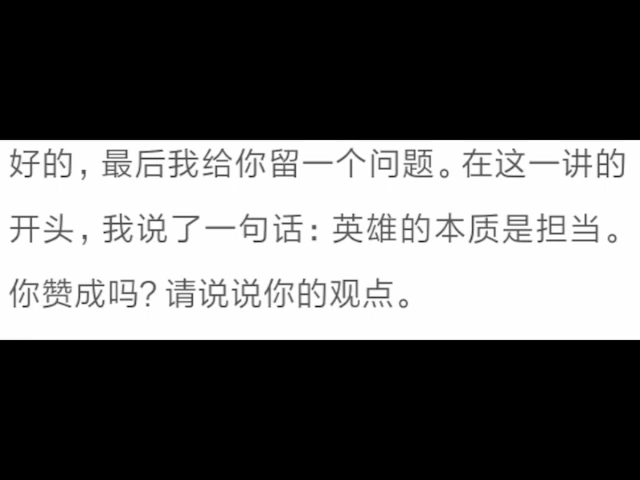 好的，最后我给你留一个问题。在这一讲的
开头，我说了一句话：英雄的本质是担当。
你赞成吗？请说说你的观点。